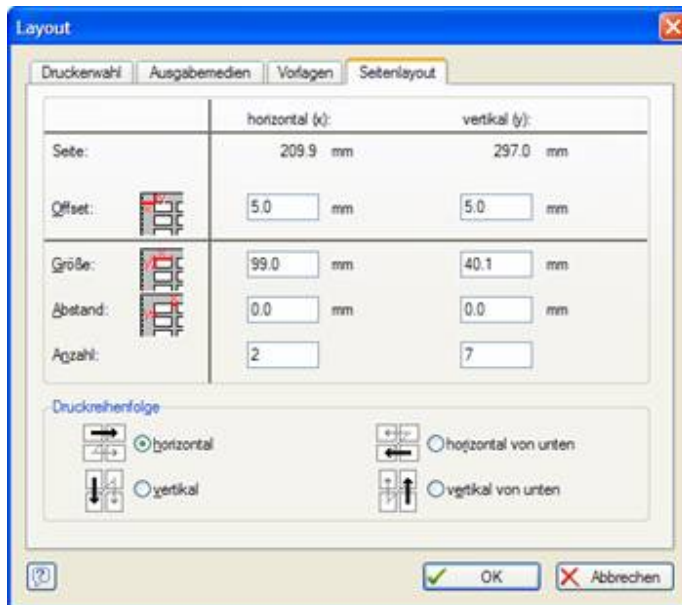 Layout
Druckerwahl Ausgabemedien Vorlagen Seitenlayout
horizontal (x): vertikal (y):
Seite: 209.9 mm 297.0 mm
Offset: 5.0 mm 5.0 mm
Größe: 99.0 mm 40.1 mm
Abstand: 0.0 mm 0.0 mm
Anzahl: 2 7
Druckreihenfolge
horizontal horizontal von unten
vertikal vertikal von unten
OK Abbrechen